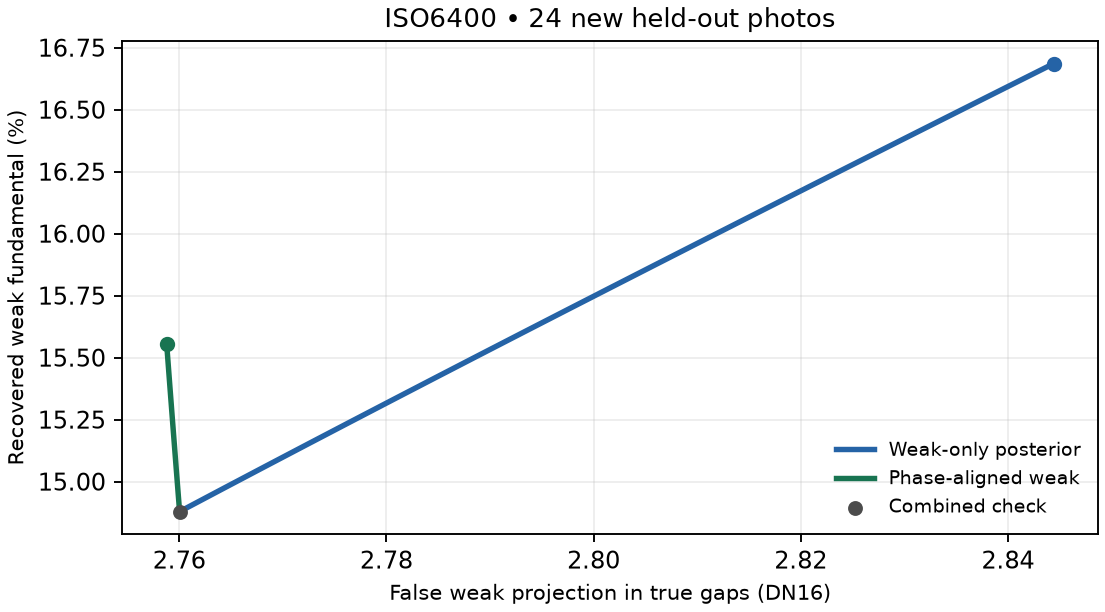 ISO6400 • 24 new held-out photos
Recovered weak fundamental (%)
16.75
16.50
16.25
16.00
15.75
15.50
15.25
15.00
Weak-only posterior
Phase-aligned weak
Combined check
2.76
2.78
2.80
2.82
2.84
False weak projection in true gaps (DN16)